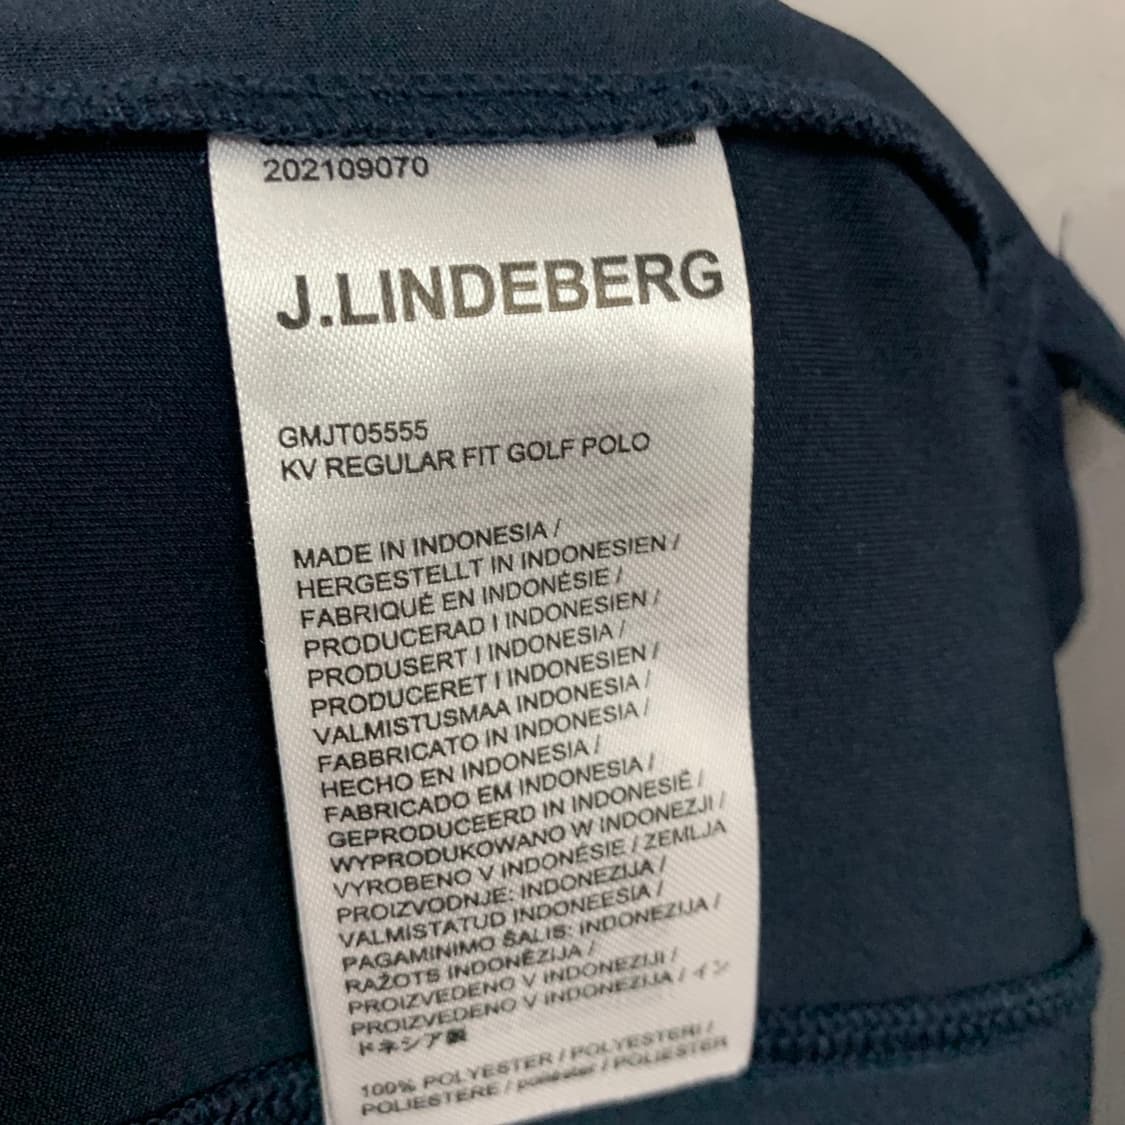 202109070
J.LINDEBERG
GMJT05555
KV REGULAR FIT GOLF POLO
MADE IN INDONESIA /
HERGESTELLT IN INDONESIEN /
FABRIQUÉ EN INDONÉSIE /
PRODUCERAD I INDONESIEN /
PRODUSERT I INDONESIA /
PRODUCERET I INDONESIEN /
VALMISTUSMAA INDONESIA /
FABBRICATO IN INDONESIA /
HECHO EN INDONESIA /
FABRICADO EM INDONESIA /
GEPRODUCEERD IN INDONESIË /
WYPRODUKOWANO W INDONEZJI /
VYROBENO V INDONÉSIE / ZEMLJA
PROIZVODNJE: INDONEZIJA /
VALMISTATUD INDONEESIA /
PAGAMINIMO ŠALIS: INDONEZIJA /
RAŽOTS INDONĒZIJA /
PROIZVEDENO V INDONEZIJI /
PROIZVEDENO V INDONEZIJA / イン
ドネシア製
100% POLYESTER / POLYESTERI /
POLIESTERE / poliéster / POLIESTER